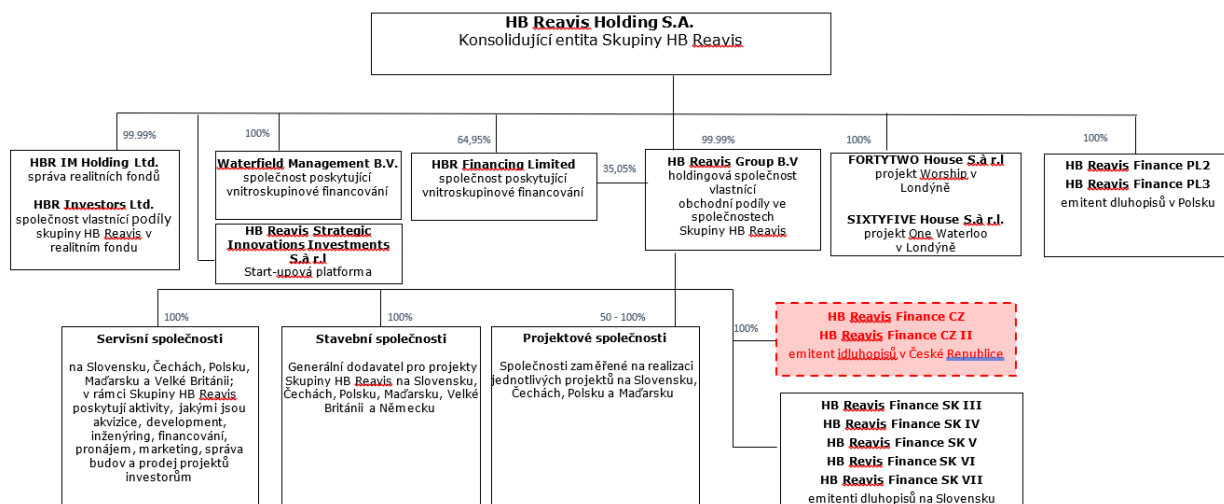 HB Reavis Holding S.A.
Konsolidující entita Skupiny HB Reavis
99.99%
100%
64,95%
99.99%
100%
100%
HBR IM Holding Ltd.
správa realitních fondů
HBR Investors Ltd.
společnost vlastnící podíly
skupiny HB Reavis v
realitním fondu
Waterfield Management B.V.
společnost poskytující
vnitroskupinové financování
HB Reavis Strategic
Innovations Investments
S.à r.l
Start-upová platforma
HBR Financing Limited
společnost poskytující
vnitroskupinové financování
35,05%
HB Reavis Group B.V
holdingová společnost
vlastnící
obchodní podíly ve
společnostech
Skupiny HB Reavis
FORTYTWO House S.à r.l
projekt Worship v
Londýně
SIXTYFIVE House S.à r.l.
projekt One Waterloo
v Londýně
HB Reavis Finance PL2
HB Reavis Finance PL3
emitent dluhopisů v Polsku
100%
100%
50 - 100%
100%
Servisní společnosti
na Slovensku, Čechách, Polsku,
Maďarsku a Velké Británii;
v rámci Skupiny HB Reavis
poskytují aktivity, jakými jsou
akvizice, development,
inženýring, financování,
pronájem, marketing, správa
budov a prodej projektů
investorům
Stavební společnosti
Generální dodavatel pro projekty
Skupiny HB Reavis na Slovensku,
Čechách, Polsku, Maďarsku, Velké
Británii a Německu
Projektové společnosti
Společnosti zaměřené na realizaci
jednotlivých projektů na Slovensku,
Čechách, Polsku a Maďarsku
HB Reavis Finance CZ
HB Reavis Finance CZ II
emitent idluhopisů v České Republice
HB Reavis Finance SK III
HB Reavis Finance SK IV
HB Reavis Finance SK V
HB Revis Finance SK VI
HB Reavis Finance SK VII
emitenti dluhopisů na Slovensku